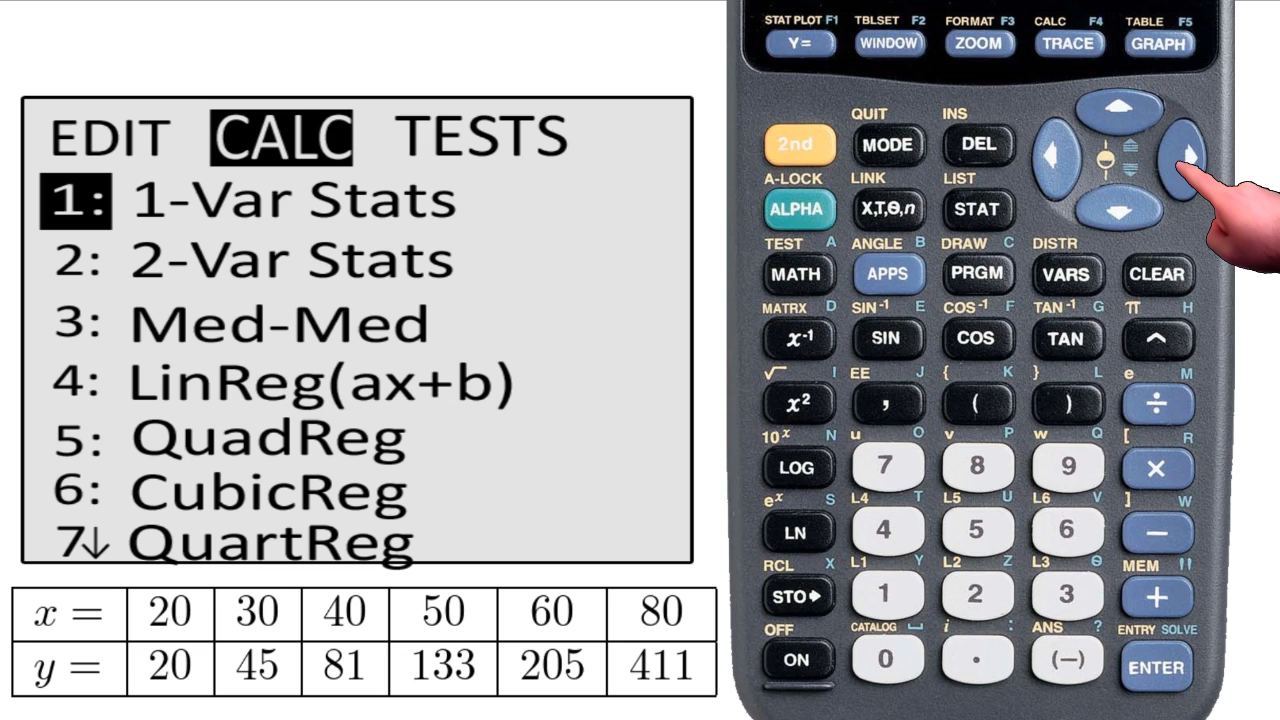 EDIT CALC TESTS
1: 1-Var Stats
2: 2-Var Stats
3: Med-Med
4: LinReg(ax+b)
5: QuadReg
6: CubicReg
7↓ QuartReg
x = 20 30 40 50 60 80
y = 20 45 81 133 205 411
STAT PLOT F1 TBLSET F2 FORMAT F3 CALC F4 TABLE F5
Y= WINDOW ZOOM TRACE GRAPH
QUIT INS
2nd MODE DEL
A-LOCK LINK LIST
ALPHA X,T,Θ,n STAT
TEST A ANGLE B DRAW C DISTR
MATH APPS PRGM VARS CLEAR
MATRX D SIN⁻¹ E COS⁻¹ F TAN⁻¹ G π H
x⁻¹ SIN COS TAN ^
√ I EE J { K } L e M
x² , ( ) ÷
10ˣ N u O v P w Q [ R
LOG 7 8 9 ×
eˣ S L4 T L5 U L6 V ] W
LN 4 5 6 −
RCL X L1 Y L2 Z L3 Θ MEM "
STO▸ 1 2 3 +
OFF CATALOG ⎵ i : ANS ? ENTRY SOLVE
ON 0 . (−) ENTER